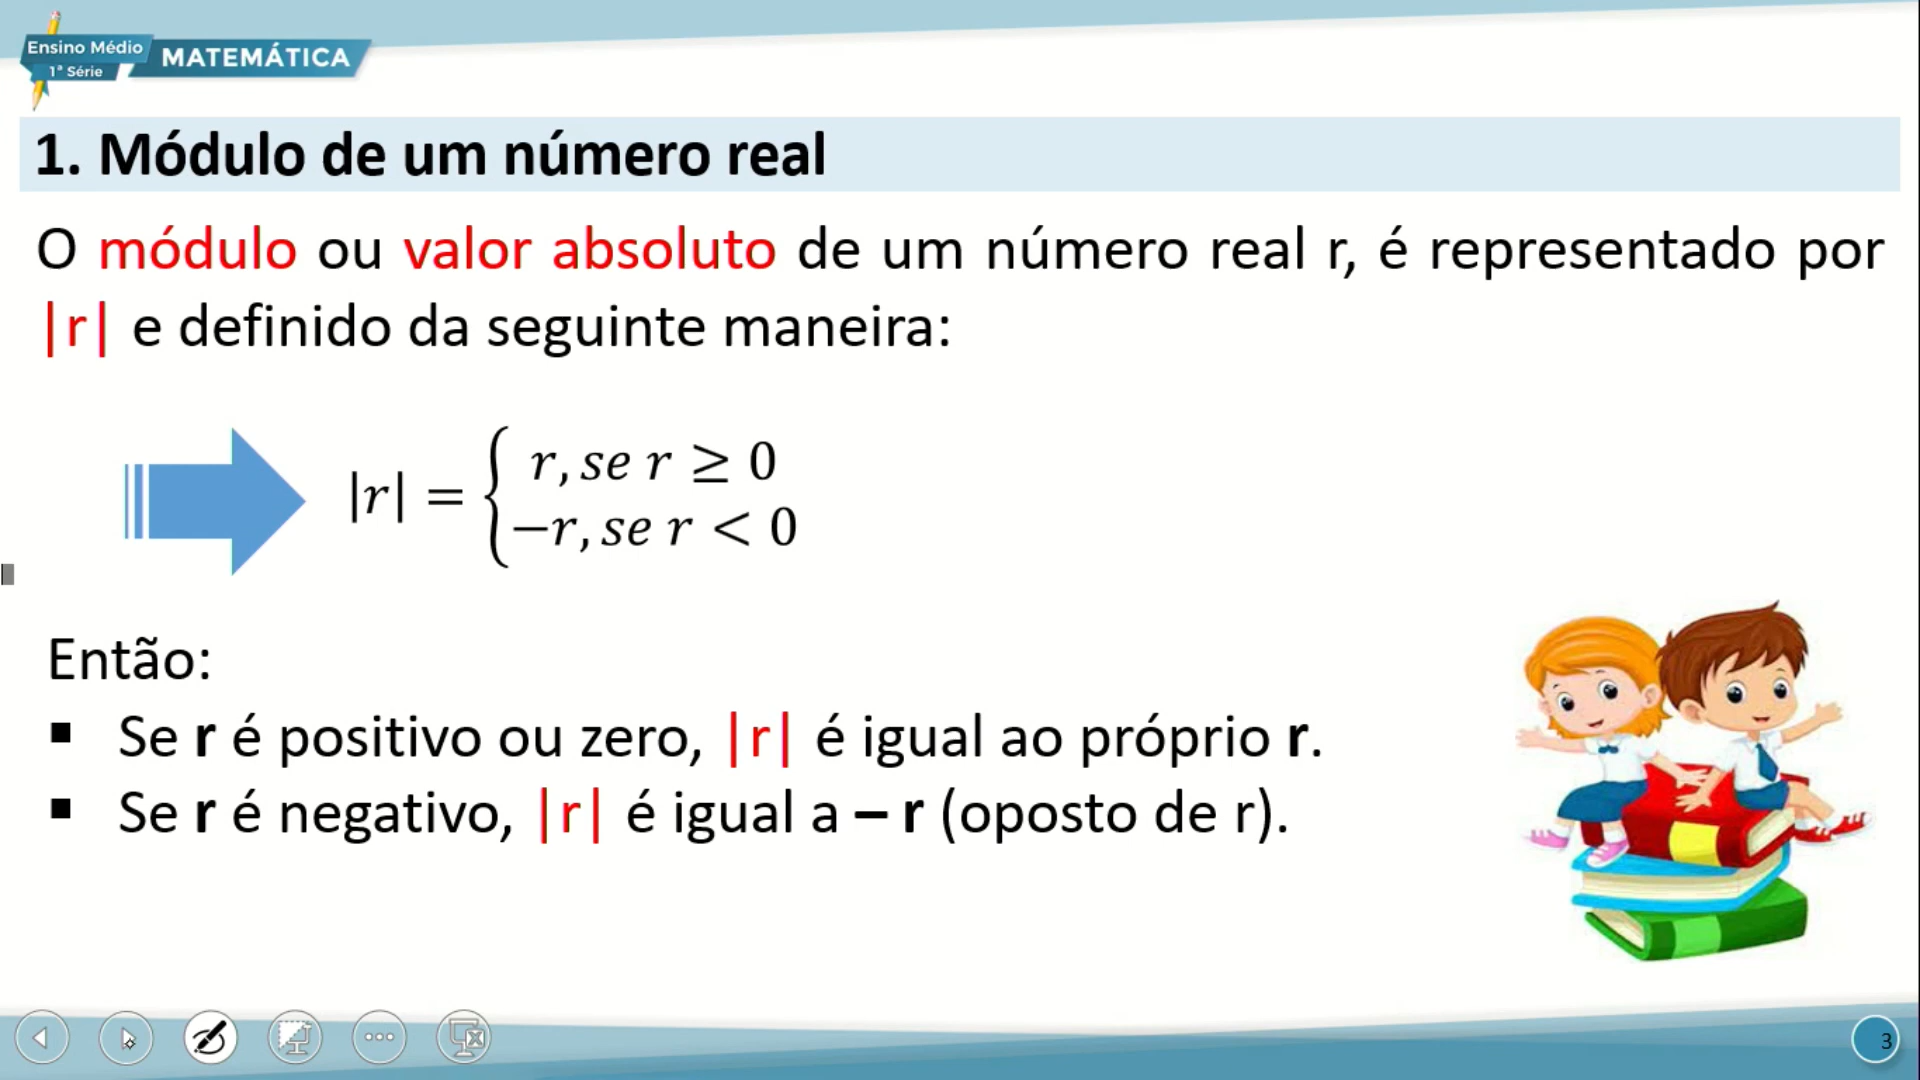 Ensino Médio
1ª Série
MATEMÁTICA
1. Módulo de um número real
O módulo ou valor absoluto de um número real r, é representado por
|r| e definido da seguinte maneira:
|r| = { r, se r ≥ 0
−r, se r < 0
Então:
▪ Se r é positivo ou zero, |r| é igual ao próprio r.
▪ Se r é negativo, |r| é igual a – r (oposto de r).
3